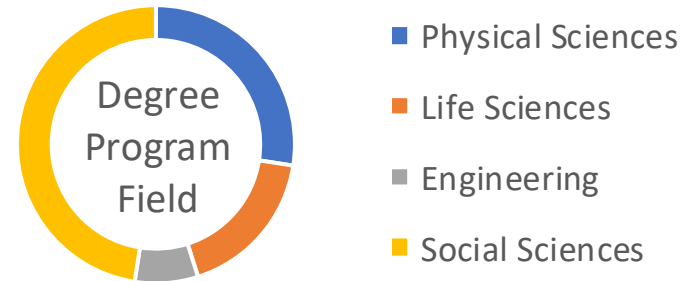 Degree
Program
Field
Physical Sciences
Life Sciences
Engineering
Social Sciences